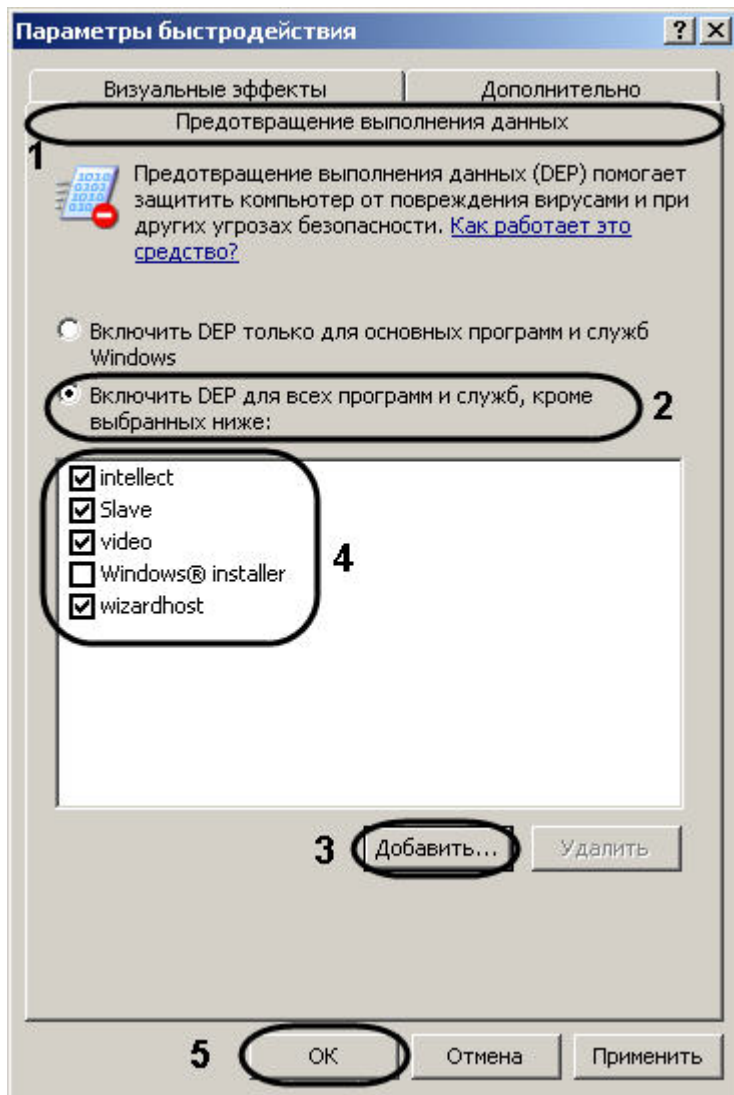 Параметры быстродействия
Визуальные эффекты
Дополнительно
Предотвращение выполнения данных
1
Предотвращение выполнения данных (DEP) помогает
защитить компьютер от повреждения вирусами и при
других угрозах безопасности. Как работает это
средство?
Включить DEP только для основных программ и служб
Windows
Включить DEP для всех программ и служб, кроме
выбранных ниже:
2
intellect
Slave
video
Windows® installer
wizardhost
4
3
Добавить...
Удалить
5
ОК
Отмена
Применить